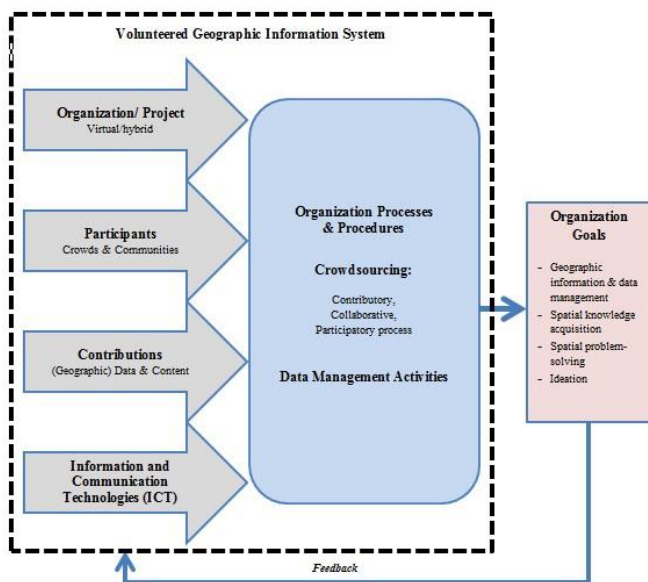 Volunteered Geographic Information System
Organization/ Project
Virtual/hybrid
Participants
Crowds & Communities
Contributions
(Geographic) Data & Content
Information and
Communication
Technologies (ICT)
Organization Processes
& Procedures
Crowdsourcing:
Contributory,
Collaborative,
Participatory process
Data Management Activities
Organization
Goals
- Geographic
information & data
management
- Spatial knowledge
acquisition
- Spatial problem-
solving
- Ideation
Feedback